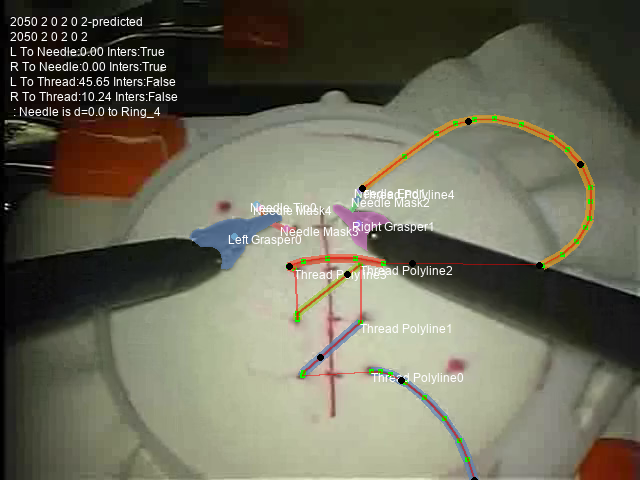 2050 2 0 2 0 2-predicted
2050 2 0 2 0 2
L To Needle:0.00 Inters:True
R To Needle:0.00 Inters:True
L To Thread:45.65 Inters:False
R To Thread:10.24 Inters:False
: Needle is d=0.0 to Ring_4
Thread Polyline4
Needle Mask2
Needle Tip0
Needle Mask4
Right Grasper1
Needle Mask3
Left Grasper0
Thread Polyline3
Thread Polyline2
Thread Polyline1
Thread Polyline0